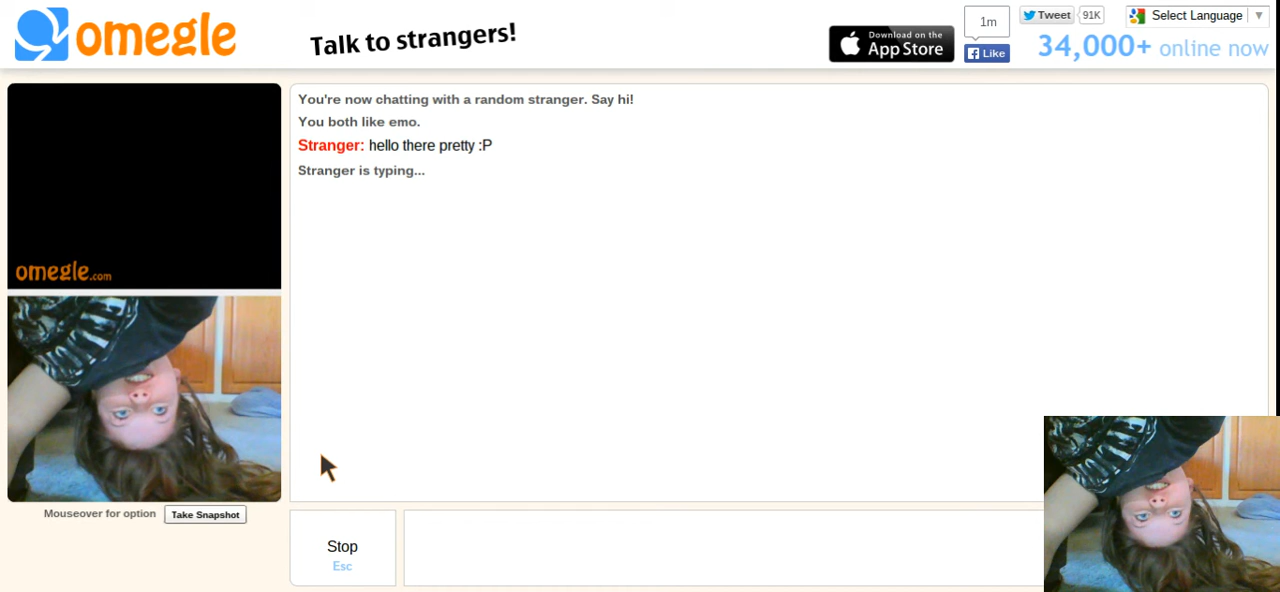 omegle
Talk to strangers!
Download on the
App Store
1m
Like
Tweet
91K
Select Language
34,000+ online now
You're now chatting with a random stranger. Say hi!
You both like emo.
Stranger: hello there pretty :P
Stranger is typing...
omegle.com
Mouseover for option
Take Snapshot
Stop
Esc